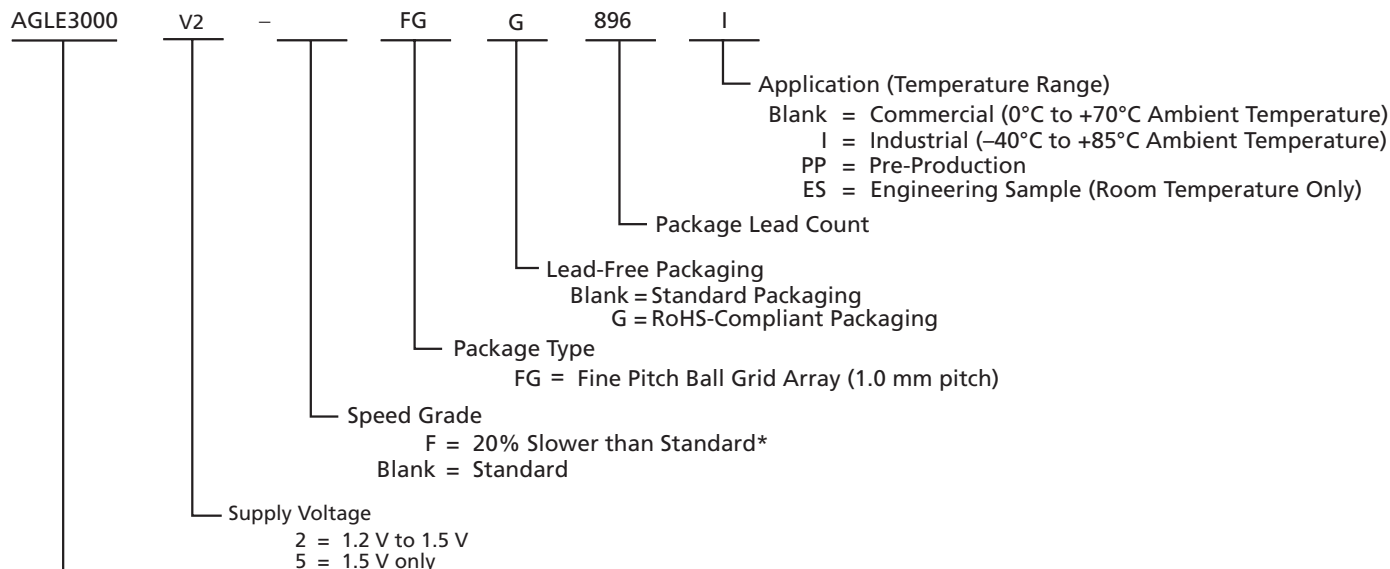 AGLE3000 V2 – FG G 896 I
Application (Temperature Range)
Blank = Commercial (0°C to +70°C Ambient Temperature)
I = Industrial (–40°C to +85°C Ambient Temperature)
PP = Pre-Production
ES = Engineering Sample (Room Temperature Only)
Package Lead Count
Lead-Free Packaging
Blank = Standard Packaging
G = RoHS-Compliant Packaging
Package Type
FG = Fine Pitch Ball Grid Array (1.0 mm pitch)
Speed Grade
F = 20% Slower than Standard*
Blank = Standard
Supply Voltage
2 = 1.2 V to 1.5 V
5 = 1.5 V only